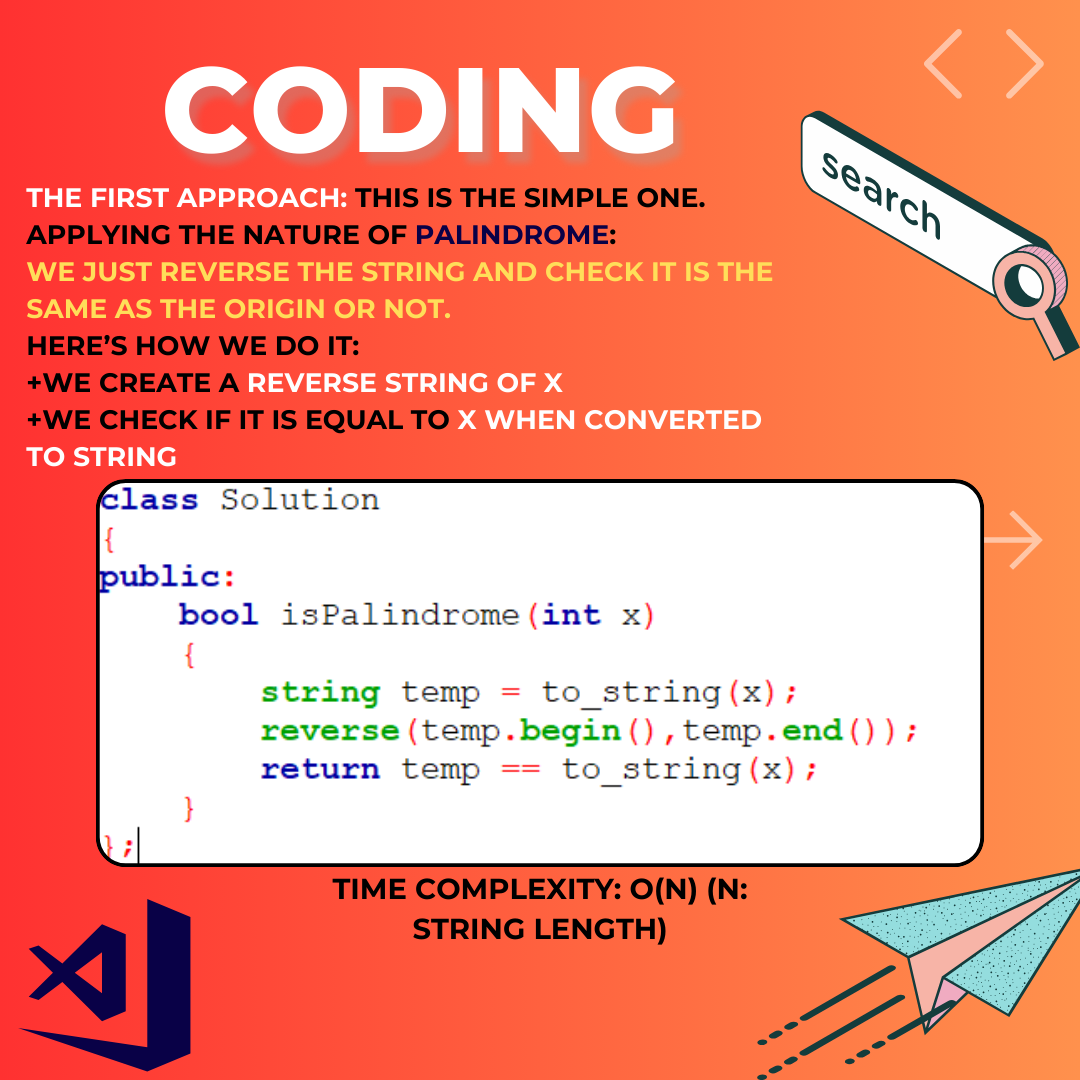 CODING
search
THE FIRST APPROACH: THIS IS THE SIMPLE ONE.
APPLYING THE NATURE OF PALINDROME:
WE JUST REVERSE THE STRING AND CHECK IT IS THE
SAME AS THE ORIGIN OR NOT.
HERE'S HOW WE DO IT:
+WE CREATE A REVERSE STRING OF X
+WE CHECK IF IT IS EQUAL TO X WHEN CONVERTED
TO STRING
class Solution
{
public:
    bool isPalindrome(int x)
    {
        string temp = to_string(x);
        reverse(temp.begin(),temp.end());
        return temp == to_string(x);
    }
};
TIME COMPLEXITY: O(N) (N:
STRING LENGTH)